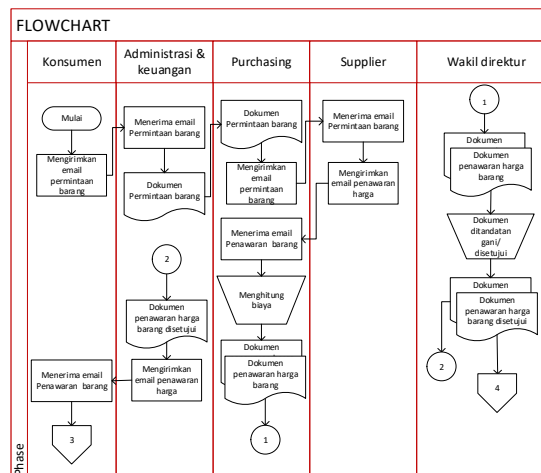 FLOWCHART
Konsumen
Administrasi &
keuangan
Purchasing
Supplier
Wakil direktur
Mulai
Mengirimkan
email
permintaan
barang
Menerima email
Permintaan barang
Dokumen
Permintaan barang
Dokumen
Permintaan barang
Mengirimkan
email
permintaan
barang
Menerima email
Permintaan barang
Mengirimkan
email penawaran
harga
Menerima email
Penawaran barang
Menghitung
biaya
Dokumen
Dokumen
penawaran harga
barang
1
1
Dokumen
Dokumen
penawaran harga
barang
Dokumen
ditandatan
gani/
disetujui
Dokumen
Dokumen
penawaran harga
barang disetujui
2
4
2
Dokumen
penawaran harga
barang disetujui
Mengirimkan
email penawaran
harga
Menerima email
Penawaran barang
3
Phase